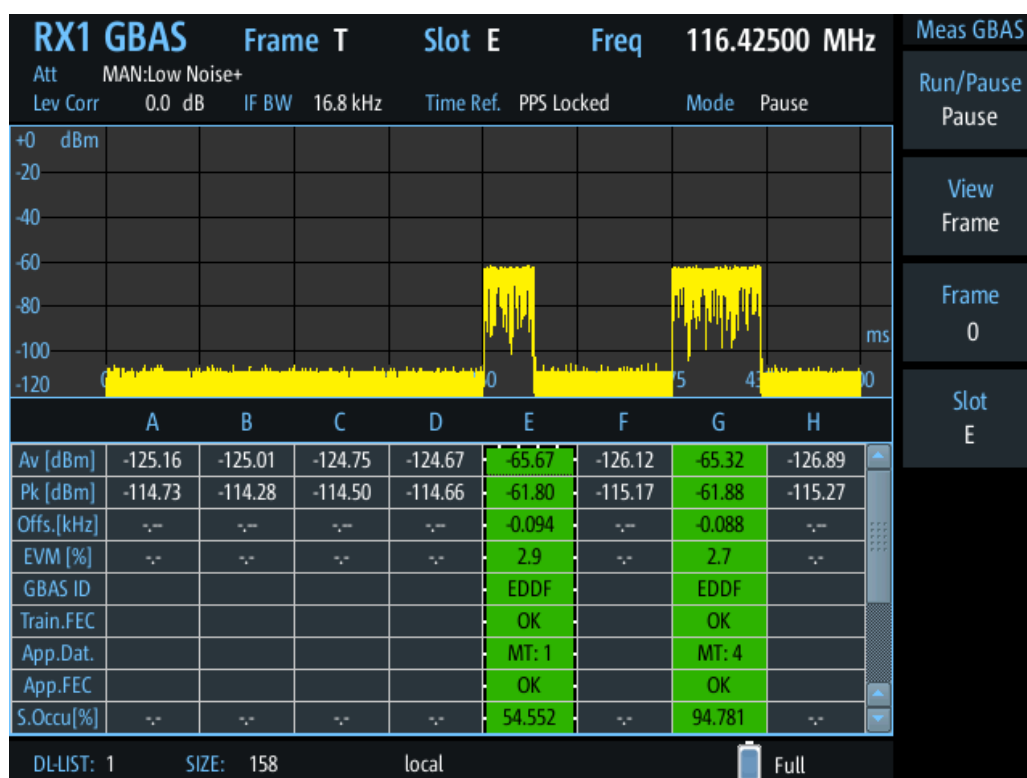 RX1 GBAS Frame T Slot E Freq 116.42500 MHz
Att MAN:Low Noise+
Lev Corr 0.0 dB IF BW 16.8 kHz Time Ref. PPS Locked Mode Pause
Meas GBAS
Run/Pause
Pause
View
Frame
Frame
0
Slot
E
+0 dBm
-20
-40
-60
-80
-100
ms
-120
A B C D E F G H
Av [dBm] -125.16 -125.01 -124.75 -124.67 -65.67 -126.12 -65.32 -126.89
Pk [dBm] -114.73 -114.28 -114.50 -114.66 -61.80 -115.17 -61.88 -115.27
Offs.[kHz] -.-- -.-- -.-- -.-- -0.094 -.-- -0.088 -.--
EVM [%] -.- -.- -.- -.- 2.9 -.- 2.7 -.-
GBAS ID EDDF EDDF
Train.FEC OK OK
App.Dat. MT: 1 MT: 4
App.FEC OK OK
S.Occu[%] -.- -.- -.- -.- 54.552 -.- 94.781 -.-
DL-LIST: 1 SIZE: 158 local Full